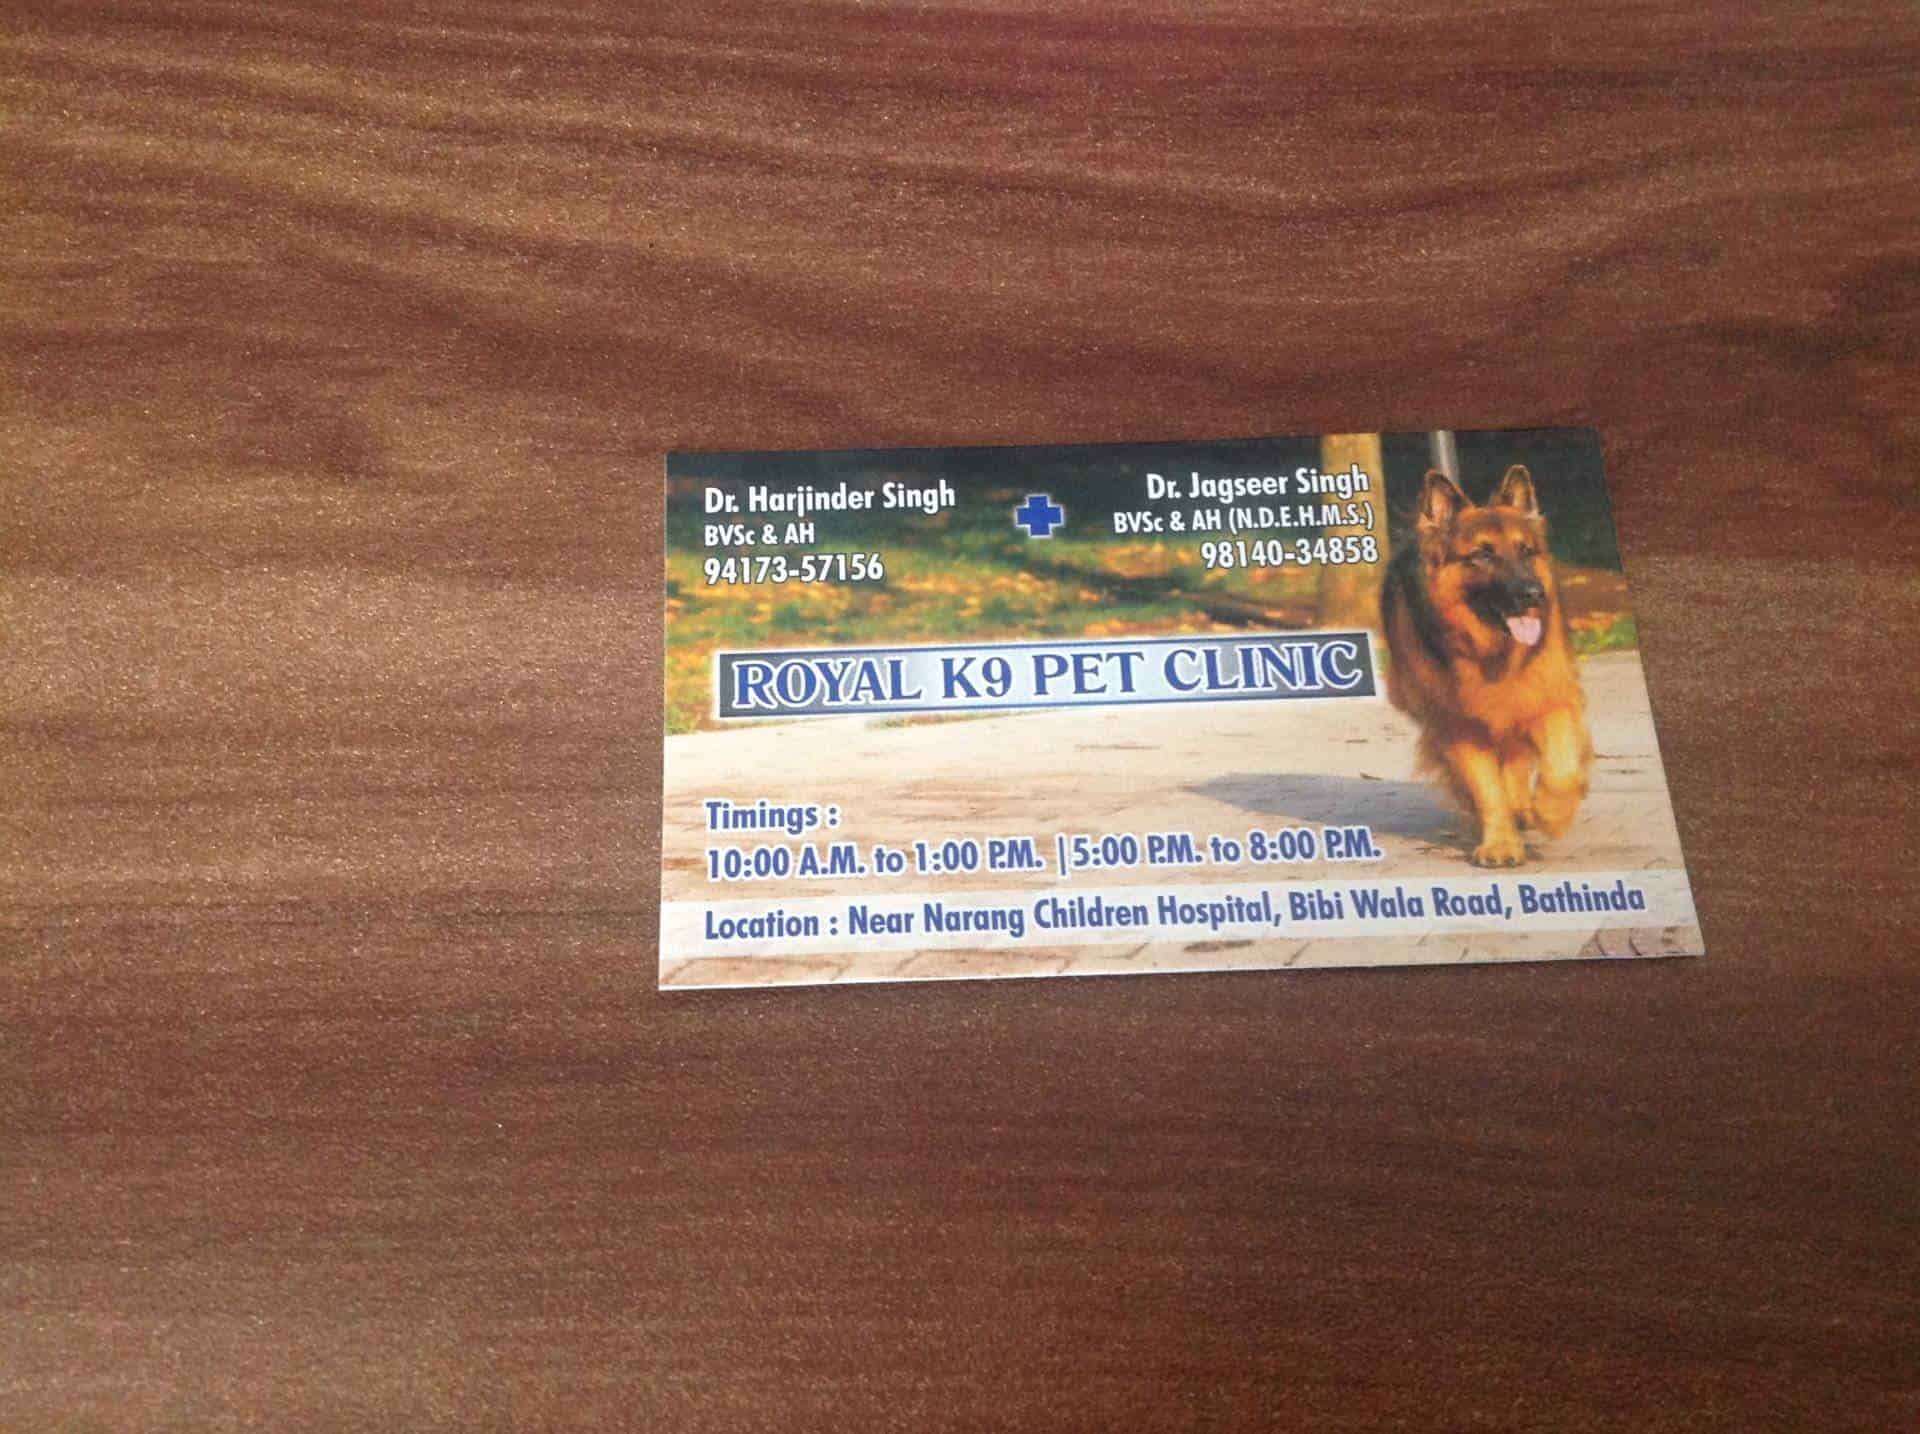 Dr. Harjinder Singh
BVSc & AH
94173-57156
Dr. Jagseer Singh
BVSc & AH (N.D.E.H.M.S.)
98140-34858
ROYAL K9 PET CLINIC
Timings :
10:00 A.M. to 1:00 P.M. | 5:00 P.M. to 8:00 P.M.
Location : Near Narang Children Hospital, Bibi Wala Road, Bathinda